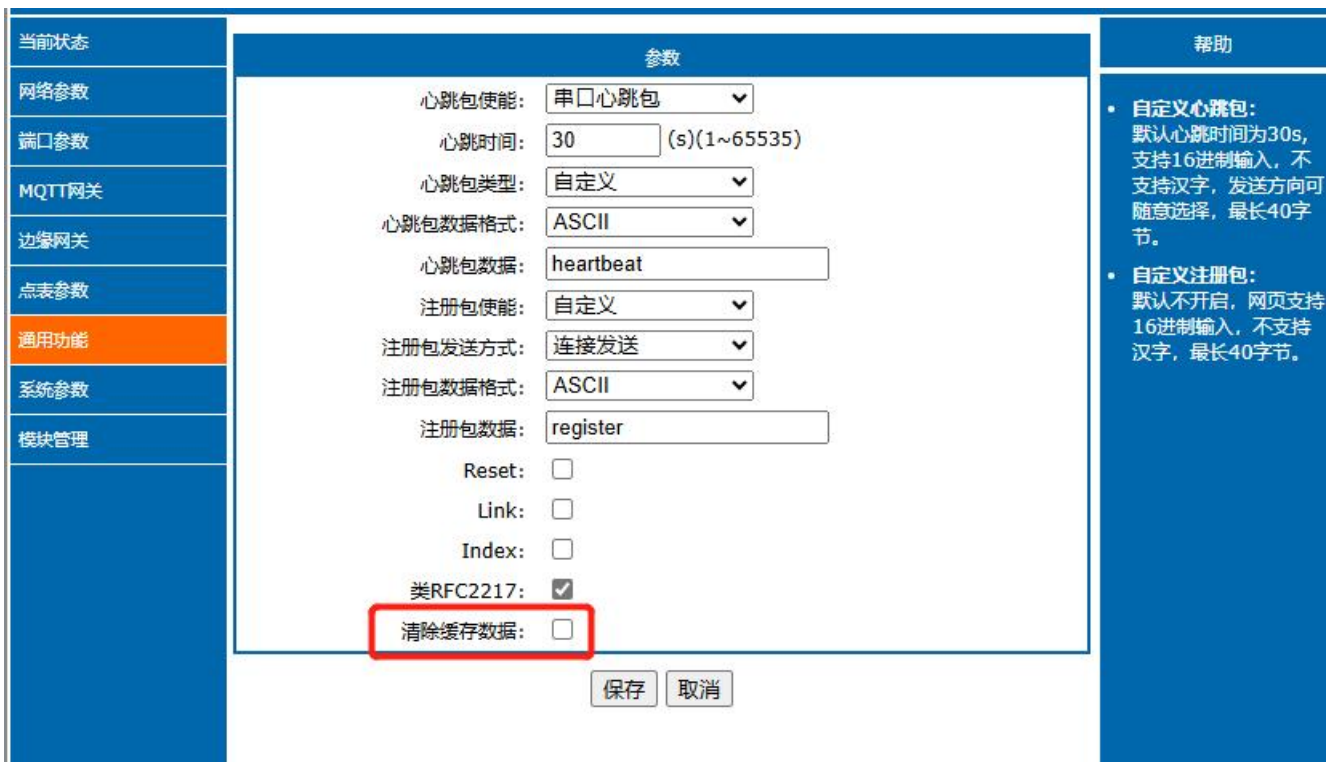 当前状态
网络参数
端口参数
MQTT网关
边缘网关
点表参数
通用功能
系统参数
模块管理
参数
心跳包使能: 串口心跳包
心跳时间: 30 (s)(1~65535)
心跳包类型: 自定义
心跳包数据格式: ASCII
心跳包数据: heartbeat
注册包使能: 自定义
注册包发送方式: 连接发送
注册包数据格式: ASCII
注册包数据: register
Reset:
Link:
Index:
类RFC2217:
清除缓存数据:
保存 取消
帮助
• 自定义心跳包:
默认心跳时间为30s,
支持16进制输入，不
支持汉字，发送方向可
随意选择，最长40字
节。
• 自定义注册包:
默认不开启，网页支持
16进制输入，不支持
汉字，最长40字节。